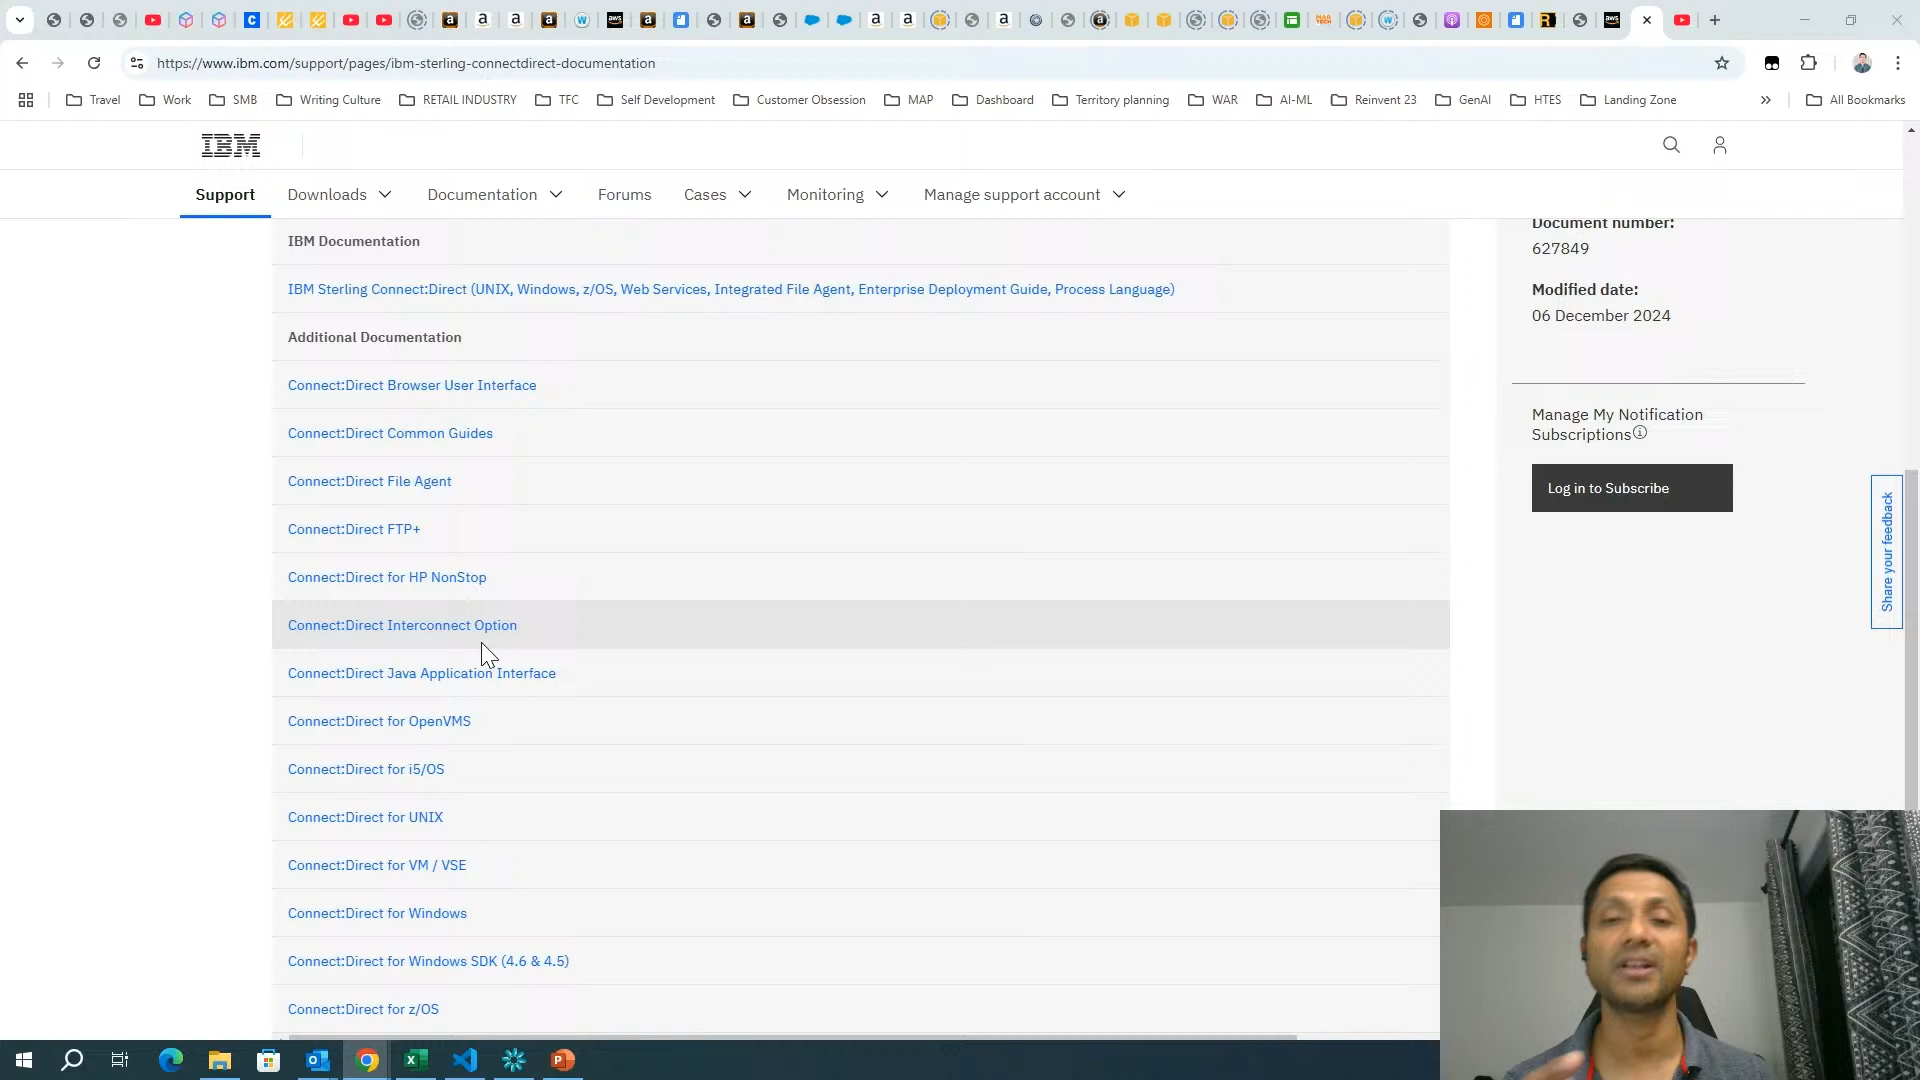 https://www.ibm.com/support/pages/ibm-sterling-connectdirect-documentation
Travel
Work
SMB
Writing Culture
RETAIL INDUSTRY
TFC
Self Development
Customer Obsession
MAP
Dashboard
Territory planning
WAR
AI-ML
Reinvent 23
GenAI
HTES
Landing Zone
All Bookmarks
IBM
Support
Downloads
Documentation
Forums
Cases
Monitoring
Manage support account
IBM Documentation
IBM Sterling Connect:Direct (UNIX, Windows, z/OS, Web Services, Integrated File Agent, Enterprise Deployment Guide, Process Language)
Additional Documentation
Connect:Direct Browser User Interface
Connect:Direct Common Guides
Connect:Direct File Agent
Connect:Direct FTP+
Connect:Direct for HP NonStop
Connect:Direct Interconnect Option
Connect:Direct Java Application Interface
Connect:Direct for OpenVMS
Connect:Direct for i5/OS
Connect:Direct for UNIX
Connect:Direct for VM / VSE
Connect:Direct for Windows
Connect:Direct for Windows SDK (4.6 & 4.5)
Connect:Direct for z/OS
Document number:
627849
Modified date:
06 December 2024
Manage My Notification
Subscriptions
Log in to Subscribe
Share your feedback